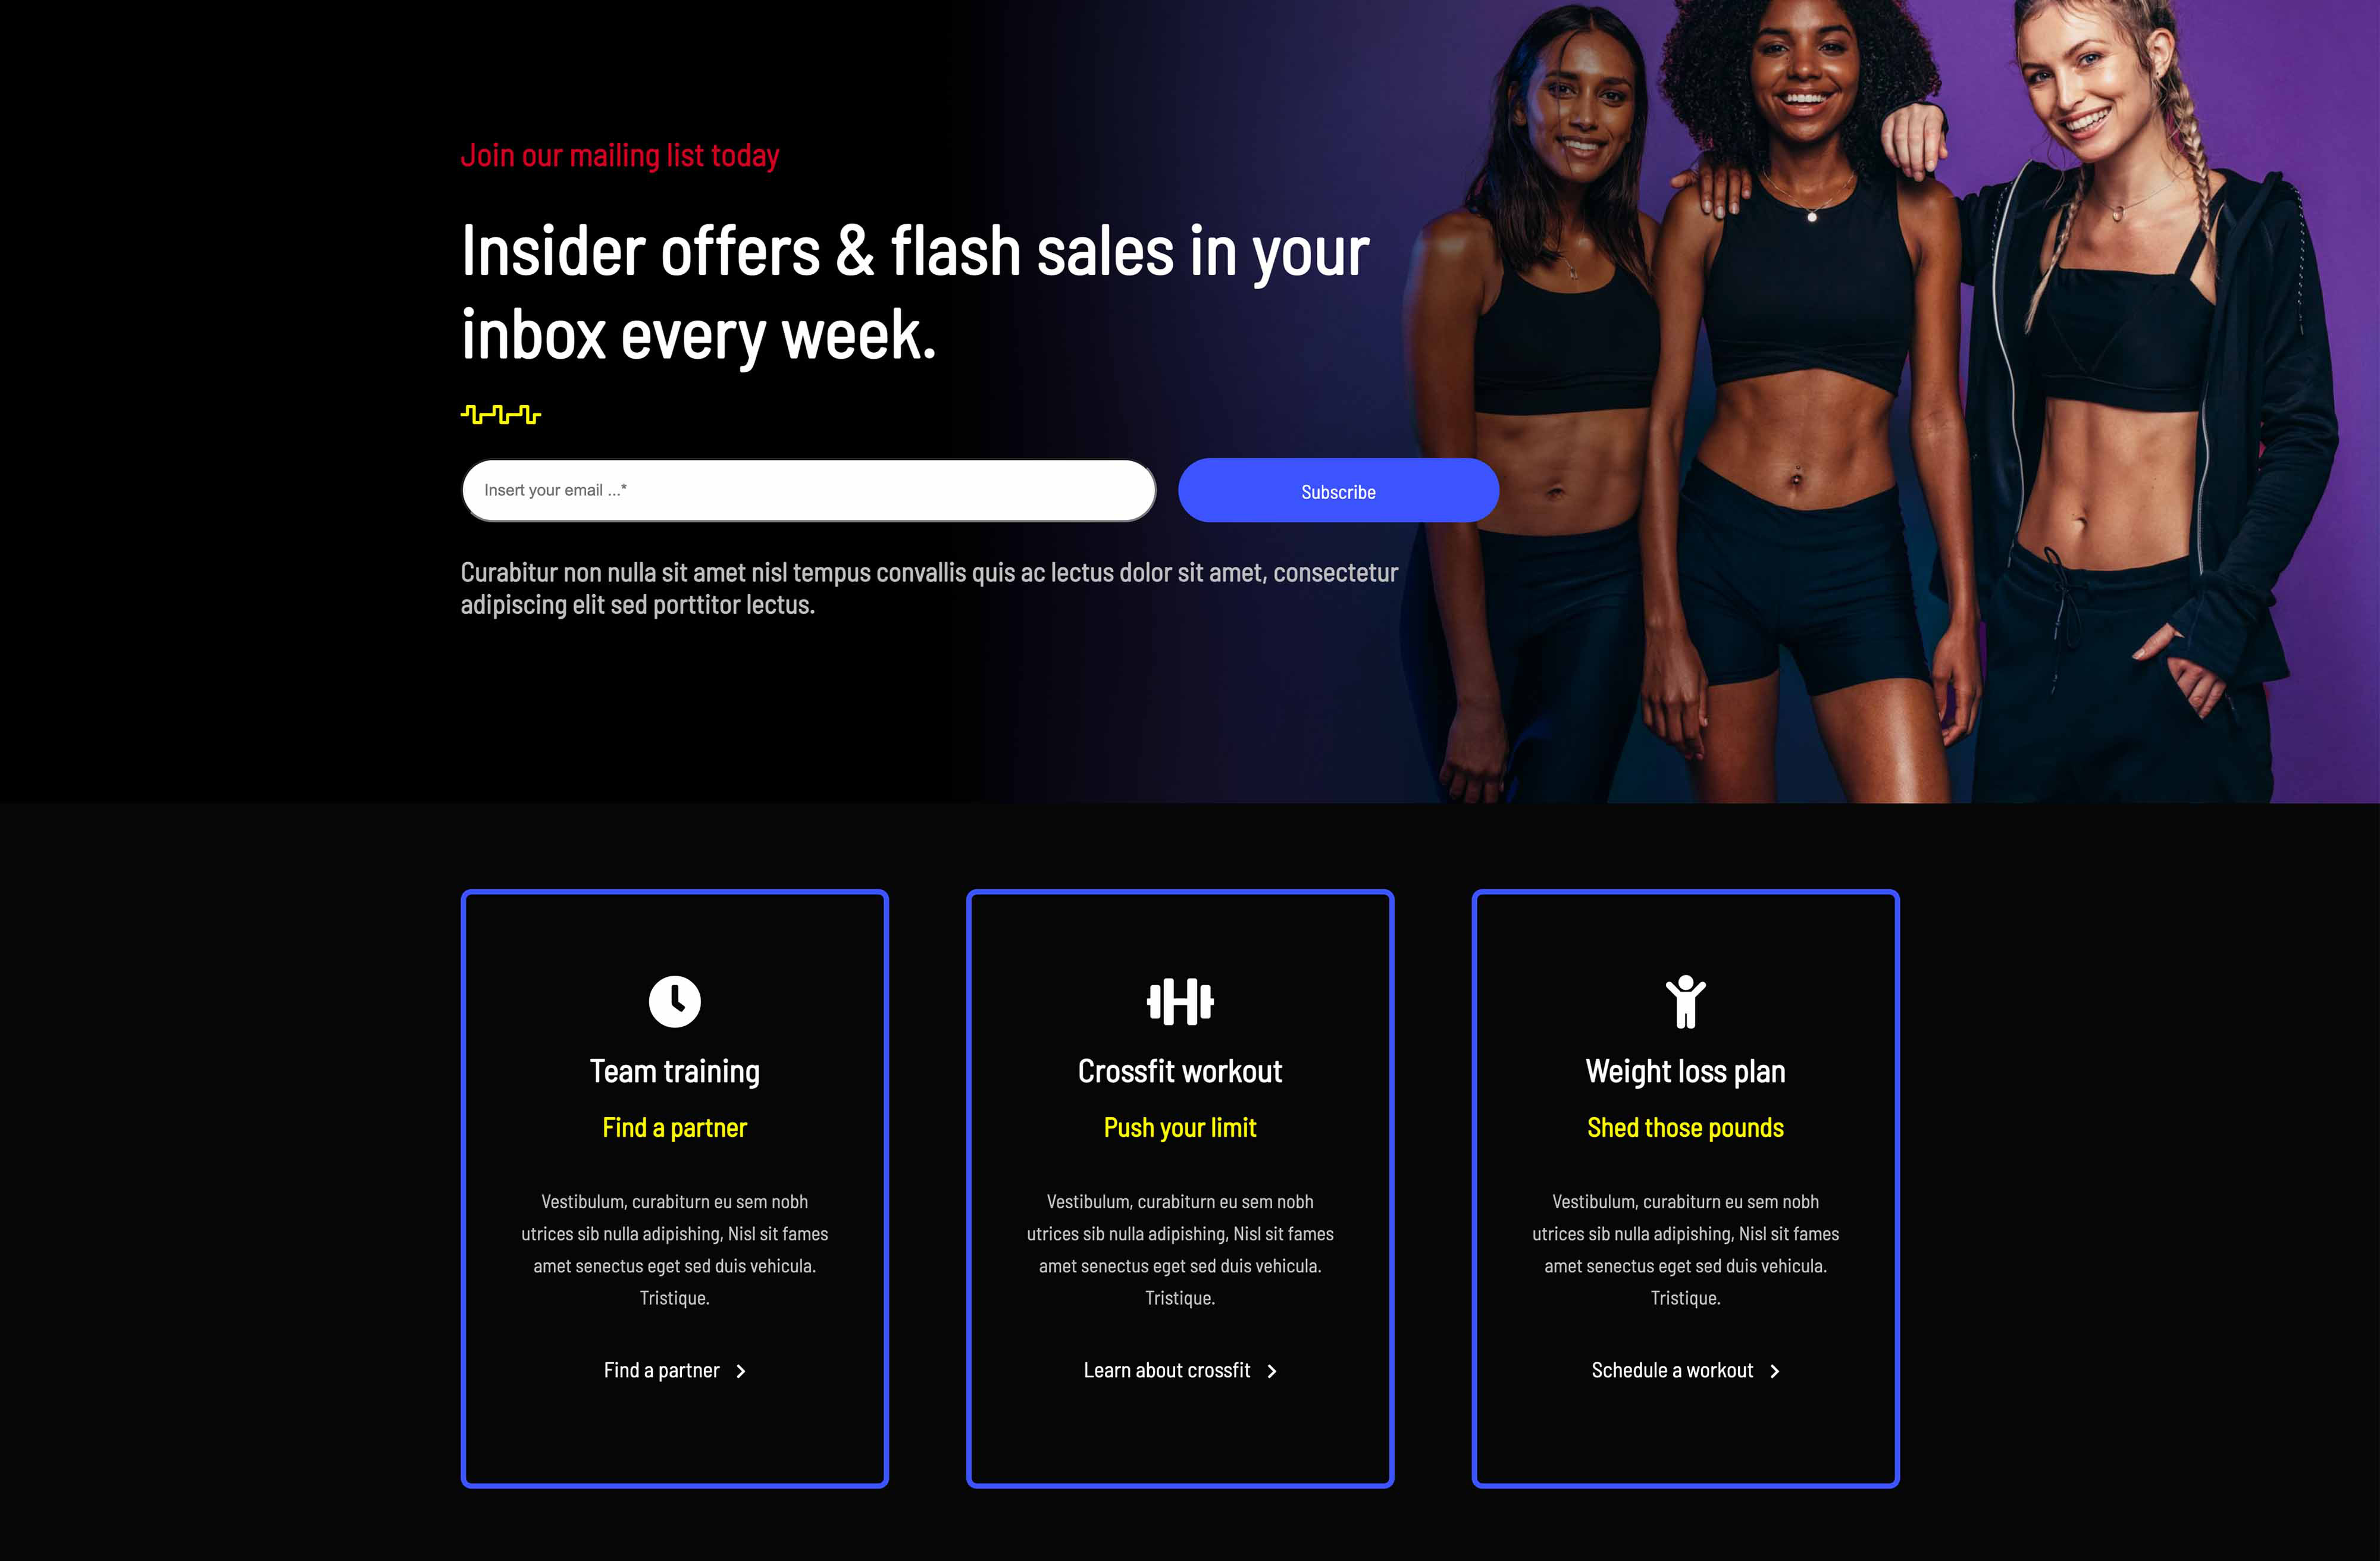 Join our mailing list today
Insider offers & flash sales in your
inbox every week.
Insert your email ...*
Subscribe
Curabitur non nulla sit amet nisl tempus convallis quis ac lectus dolor sit amet, consectetur
adipiscing elit sed porttitor lectus.
Team training
Find a partner
Vestibulum, curabiturn eu sem nobh
utrices sib nulla adipishing, Nisl sit fames
amet senectus eget sed duis vehicula.
Tristique.
Find a partner
Crossfit workout
Push your limit
Vestibulum, curabiturn eu sem nobh
utrices sib nulla adipishing, Nisl sit fames
amet senectus eget sed duis vehicula.
Tristique.
Learn about crossfit
Weight loss plan
Shed those pounds
Vestibulum, curabiturn eu sem nobh
utrices sib nulla adipishing, Nisl sit fames
amet senectus eget sed duis vehicula.
Tristique.
Schedule a workout